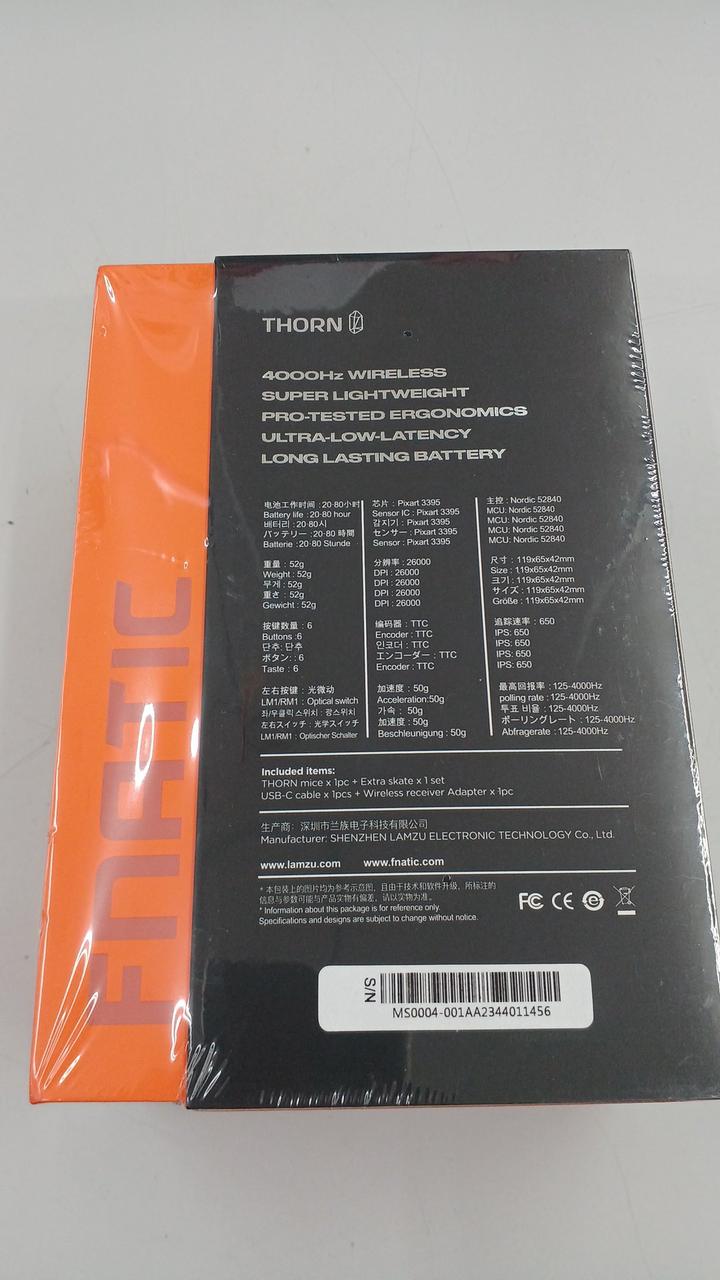 FNATIC
THORN
4000Hz WIRELESS
SUPER LIGHTWEIGHT
PRO-TESTED ERGONOMICS
ULTRA-LOW-LATENCY
LONG LASTING BATTERY
电池工作时间 : 20-80小时
Battery life : 20-80 hour
배터리 : 20-80시
バッテリー : 20-80 時間
Batterie : 20-80 Stunde
重量 : 52g
Weight : 52g
무게 : 52g
重さ : 52g
Gewicht : 52g
按键数量 : 6
Buttons :6
단추: 단추
ボタン: : 6
Taste : 6
左右按键 : 光微动
LM1/RM1 : Optical switch
좌/우클릭 스위치 : 광스위치
左右スイッチ : 光学スイッチ
LM1/RM1 : Optischer Schalter
芯片 : Pixart 3395
Sensor IC : Pixart 3395
감지기 : Pixart 3395
センサー : Pixart 3395
Sensor : Pixart 3395
分辨率 : 26000
DPI : 26000
DPI : 26000
DPI : 26000
DPI : 26000
编码器 : TTC
Encoder : TTC
인코더 : TTC
エンコーダー : TTC
Encoder : TTC
加速度 : 50g
Acceleration:50g
가속 : 50g
加速度 : 50g
Beschleunigung : 50g
主控 : Nordic 52840
MCU: Nordic 52840
MCU: Nordic 52840
MCU: Nordic 52840
MCU: Nordic 52840
尺寸 : 119x65x42mm
Size : 119x65x42mm
크기 : 119x65x42mm
サイズ : 119x65x42mm
Größe : 119x65x42mm
追踪速率 : 650
IPS: 650
IPS: 650
IPS: 650
IPS: 650
最高回报率 : 125-4000Hz
polling rate : 125-4000Hz
투표 비율 : 125-4000Hz
ポーリングレート : 125-4000Hz
Abfragerate : 125-4000Hz
Included items:
THORN mice x 1pc + Extra skate x 1 set
USB-C cable x 1pcs + Wireless receiver Adapter x 1pc
生产商: 深圳市兰族电子科技有限公司
Manufacturer: SHENZHEN LAMZU ELECTRONIC TECHNOLOGY Co., Ltd.
www.lamzu.com www.fnatic.com
* 本包装上的图片均为参考示意图，且由于技术和软件升级，所标注的
信息与参数可能与产品实物有偏差，请以实物为准。
* Information about this package is for reference only.
Specifications and designs are subject to change without notice.
FC CE
S/N
MS0004-001AA2344011456